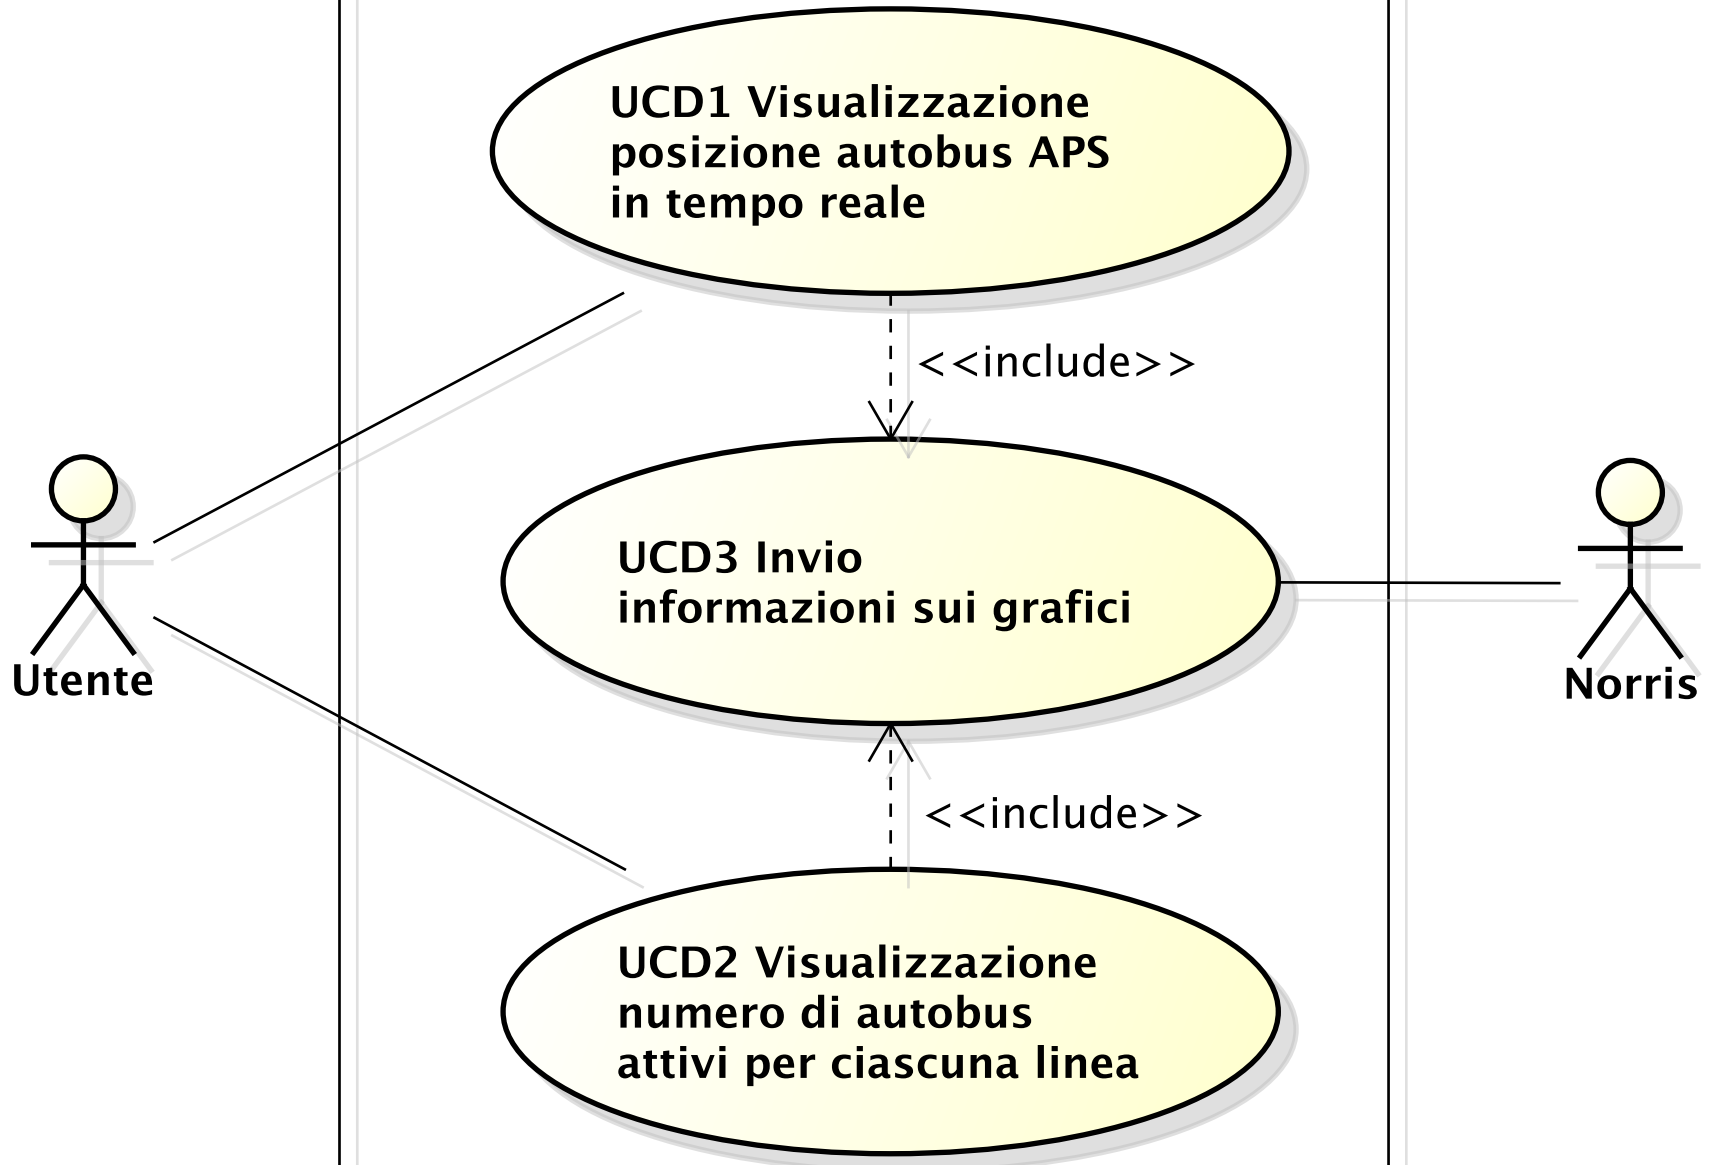 UCD1 Visualizzazione
posizione autobus APS
in tempo reale
<<include>>
UCD3 Invio
informazioni sui grafici
Utente
Norris
<<include>>
UCD2 Visualizzazione
numero di autobus
attivi per ciascuna linea